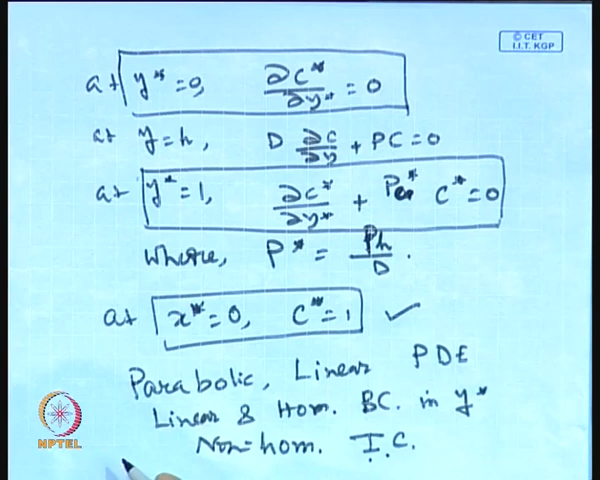 © CET
I.I.T. KGP
at y* = 0, ∂C*/∂y* = 0
at y = h, D ∂C/∂y + PC = 0
at y* = 1, ∂C*/∂y* + P* C* = 0
where, P* = Ph/D.
at x* = 0, C* = 1 ✓
Parabolic, Linear PDE
Linear & Hom. BC. in y*
Non-hom. I.C.
NPTEL